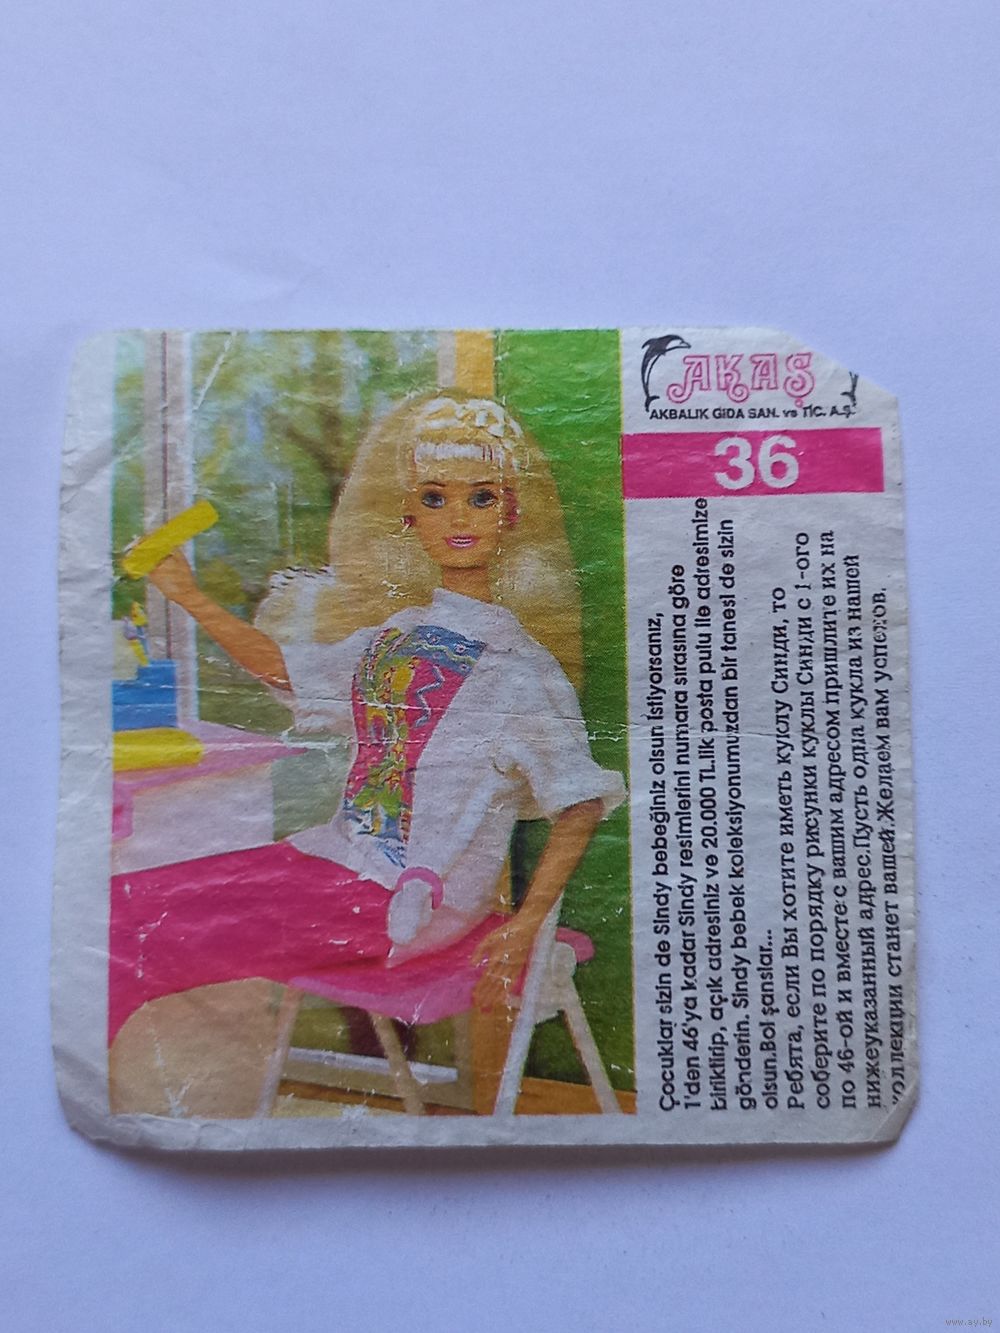 AKAŞ
AKBALIK GIDA SAN. ve TİC. A.Ş.
36
Çocuklar sizin de Sindy bebeğiniz olsun istiyorsanız,
1'den 46'ya kadar Sindy resimlerini numara sırasına göre
biriktirip, açık adresiniz ve 20.000 TL.lik posta pulu ile adresimize
gönderin. Sindy bebek koleksiyonumuzdan bir tanesi de sizin
olsun.Bol şanslar...
Ребята, если Вы хотите иметь куклу Синди, то
соберите по порядку рисунки куклы Синди с 1-ого
по 46-ой и вместе с вашим адресом пришлите их на
нижеуказанный адрес.Пусть одна кукла из нашей
коллекции станет вашей.Желаем вам успехов.
www.ay.by